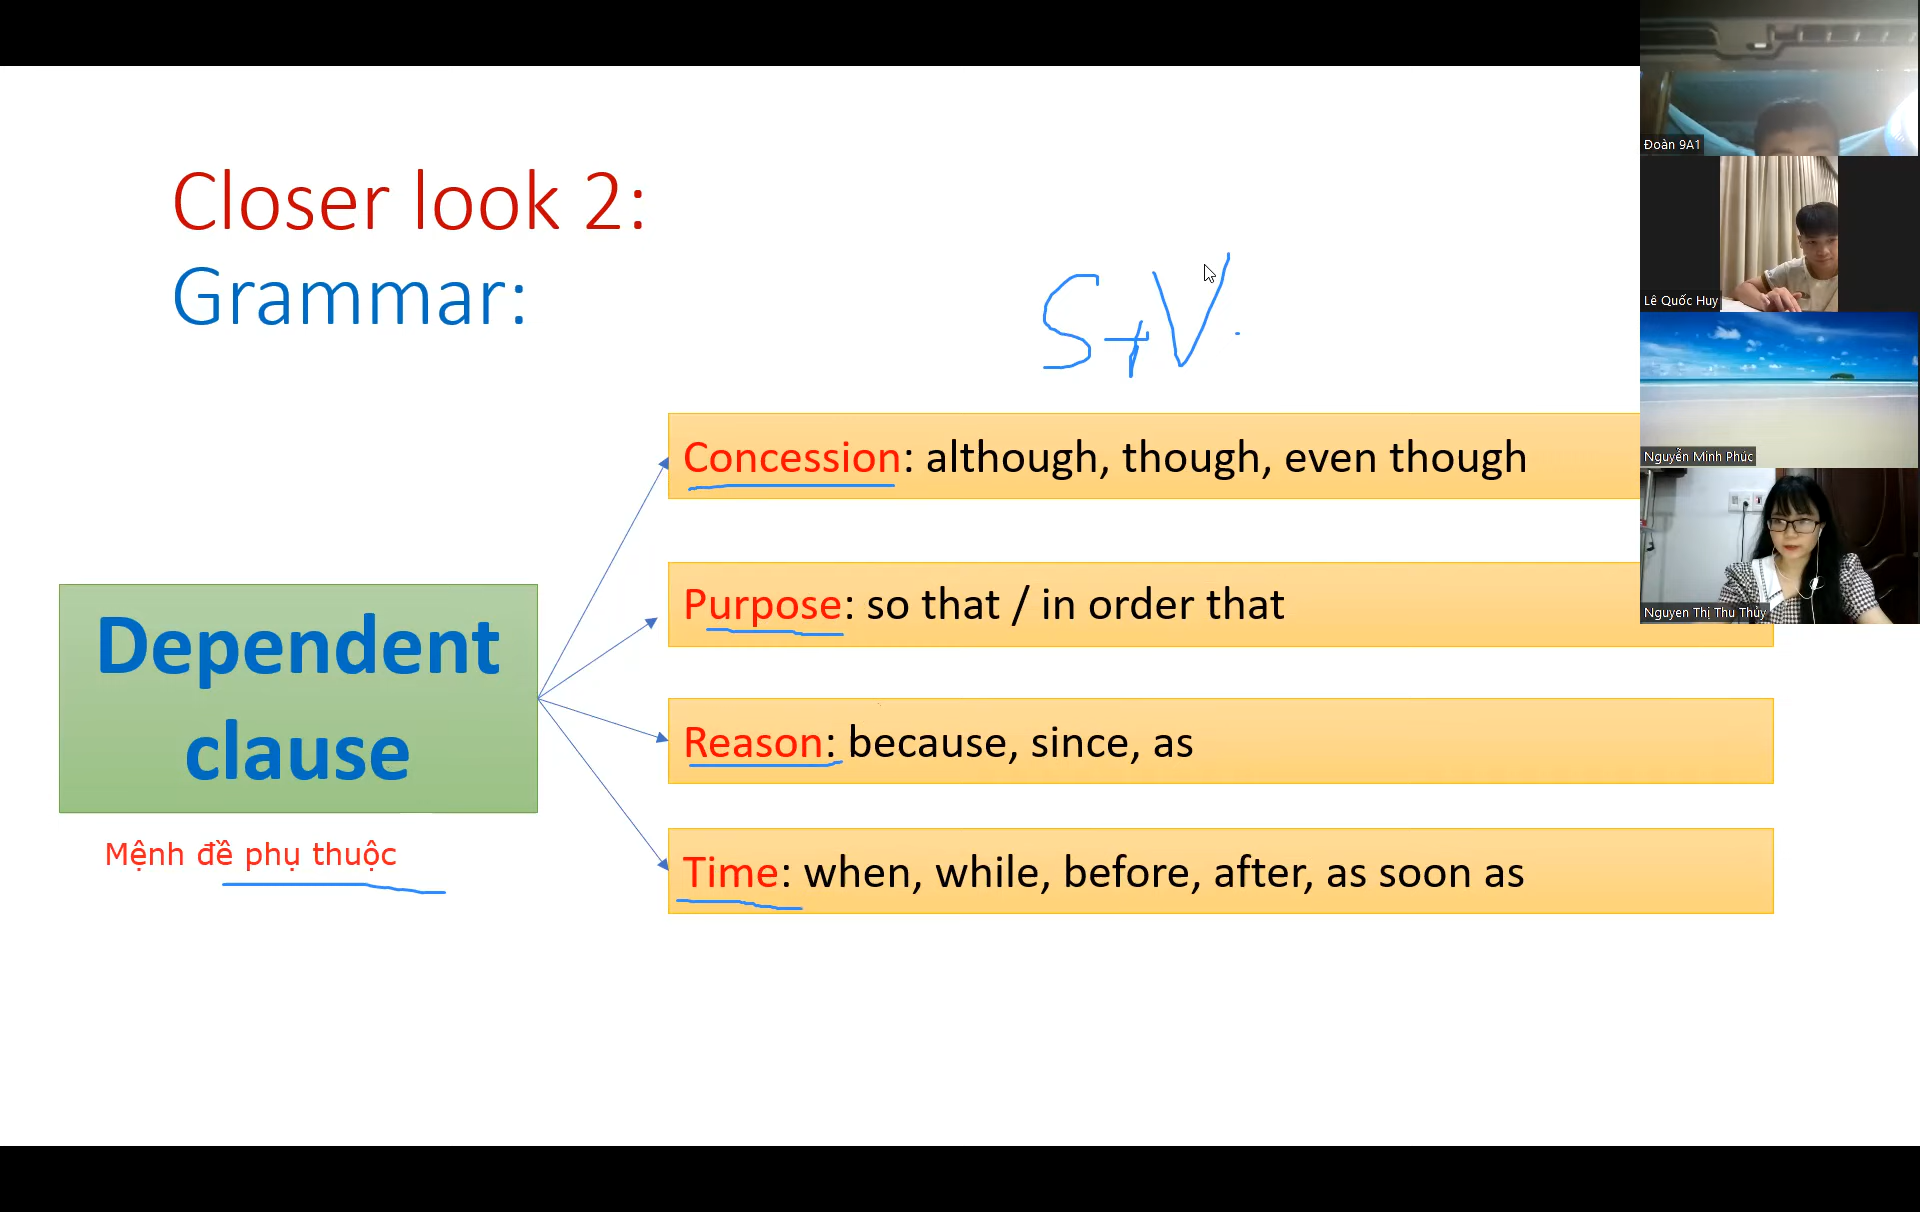 Closer look 2:
Grammar:
S+V.
Concession: although, though, even though
Purpose: so that / in order that
Dependent
clause
Reason: because, since, as
Mệnh đề phụ thuộc
Time: when, while, before, after, as soon as
Đoàn 9A1
Lê Quốc Huy
Nguyễn Minh Phúc
Nguyen Thị Thu Thủy